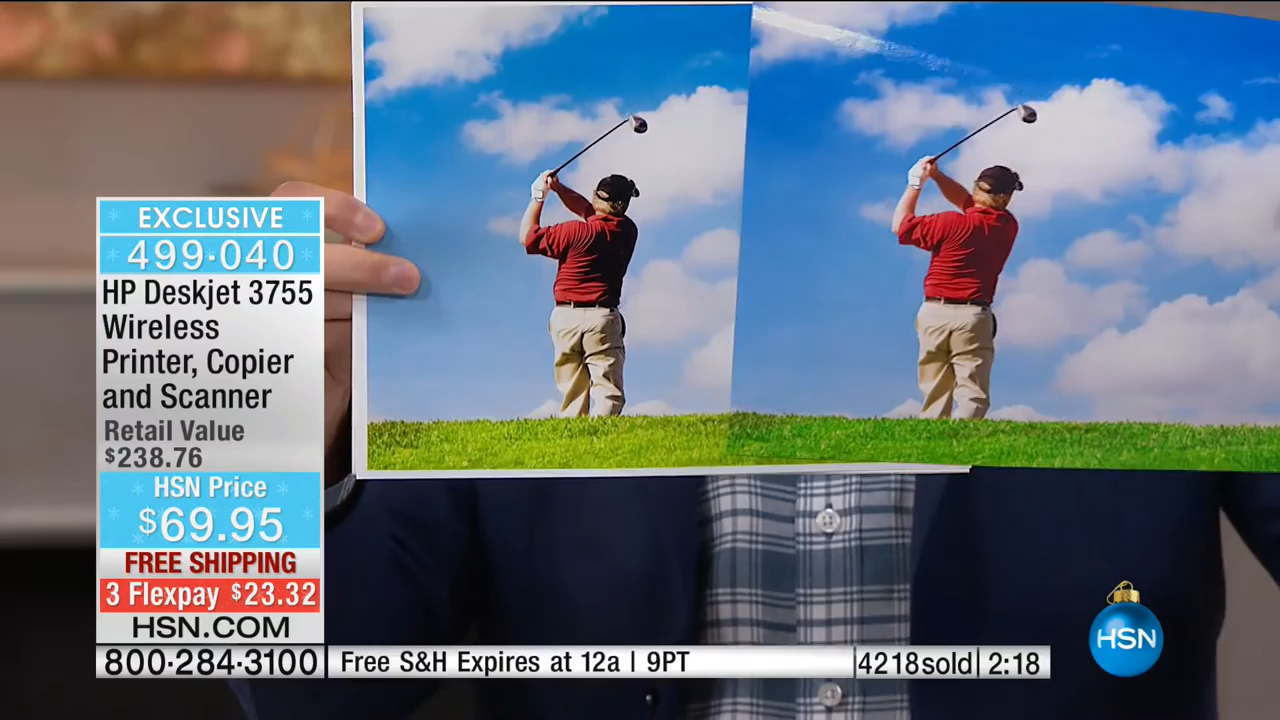 EXCLUSIVE
499·040
HP Deskjet 3755
Wireless
Printer, Copier
and Scanner
Retail Value
$238.76
HSN Price
$69.95
FREE SHIPPING
3 Flexpay $23.32
HSN.COM
800·284·3100
Free S&H Expires at 12a | 9PT
4218sold
2:18
HSN